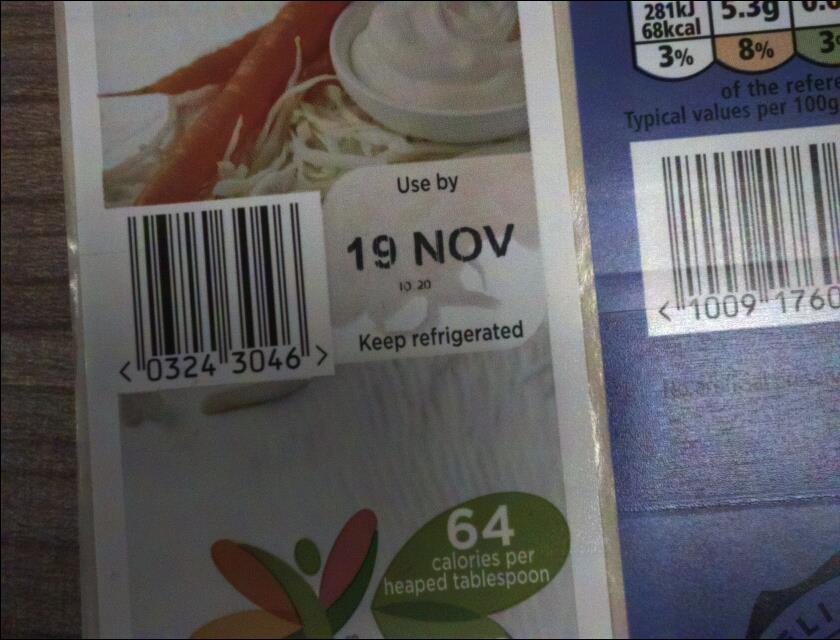 Use by
19 NOV
10 20
Keep refrigerated
<0324 3046>
64
calories per
heaped tablespoon
281kJ
68kcal
3%
5.3g
8%
of the refere
Typical values per 100g
<1009 1760